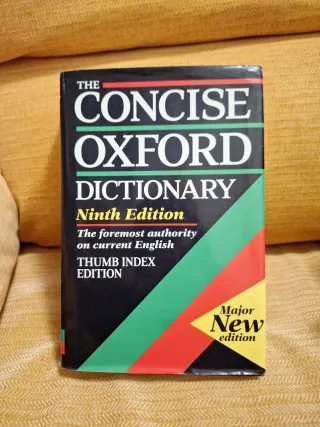 THE
CONCISE
OXFORD
DICTIONARY
Ninth Edition
The foremost authority
on current English
THUMB INDEX
EDITION
Major
New
edition